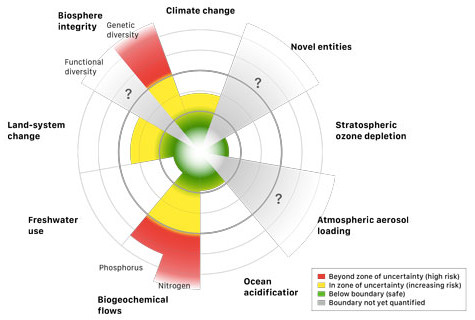 Climate change
Biosphere
integrity
Genetic
diversity
Functional
diversity
Novel entities
?
?
Land-system
change
Stratospheric
ozone depletion
?
Freshwater
use
Atmospheric aerosol
loading
Phosphorus
Nitrogen
Biogeochemical
flows
Ocean
acidificatior
Beyond zone of uncertainty (high risk)
In zone of uncertainty (increasing risk)
Below boundary (safe)
Boundary not yet quantified